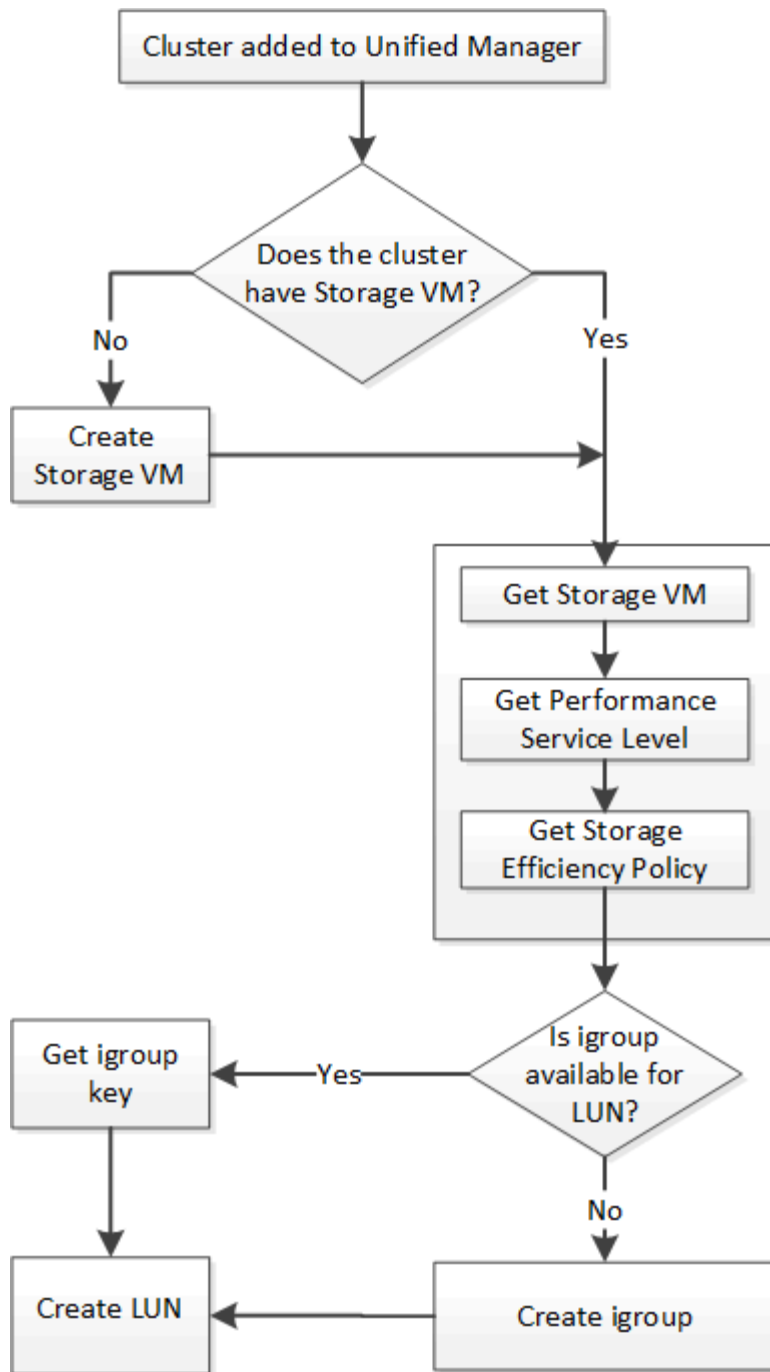 Cluster added to Unified Manager
Does the cluster
have Storage VM?
No
Yes
Create
Storage VM
Get Storage VM
Get Performance
Service Level
Get Storage
Efficiency Policy
Is igroup
available for
LUN?
Yes
Get igroup
key
No
Create LUN
Create igroup